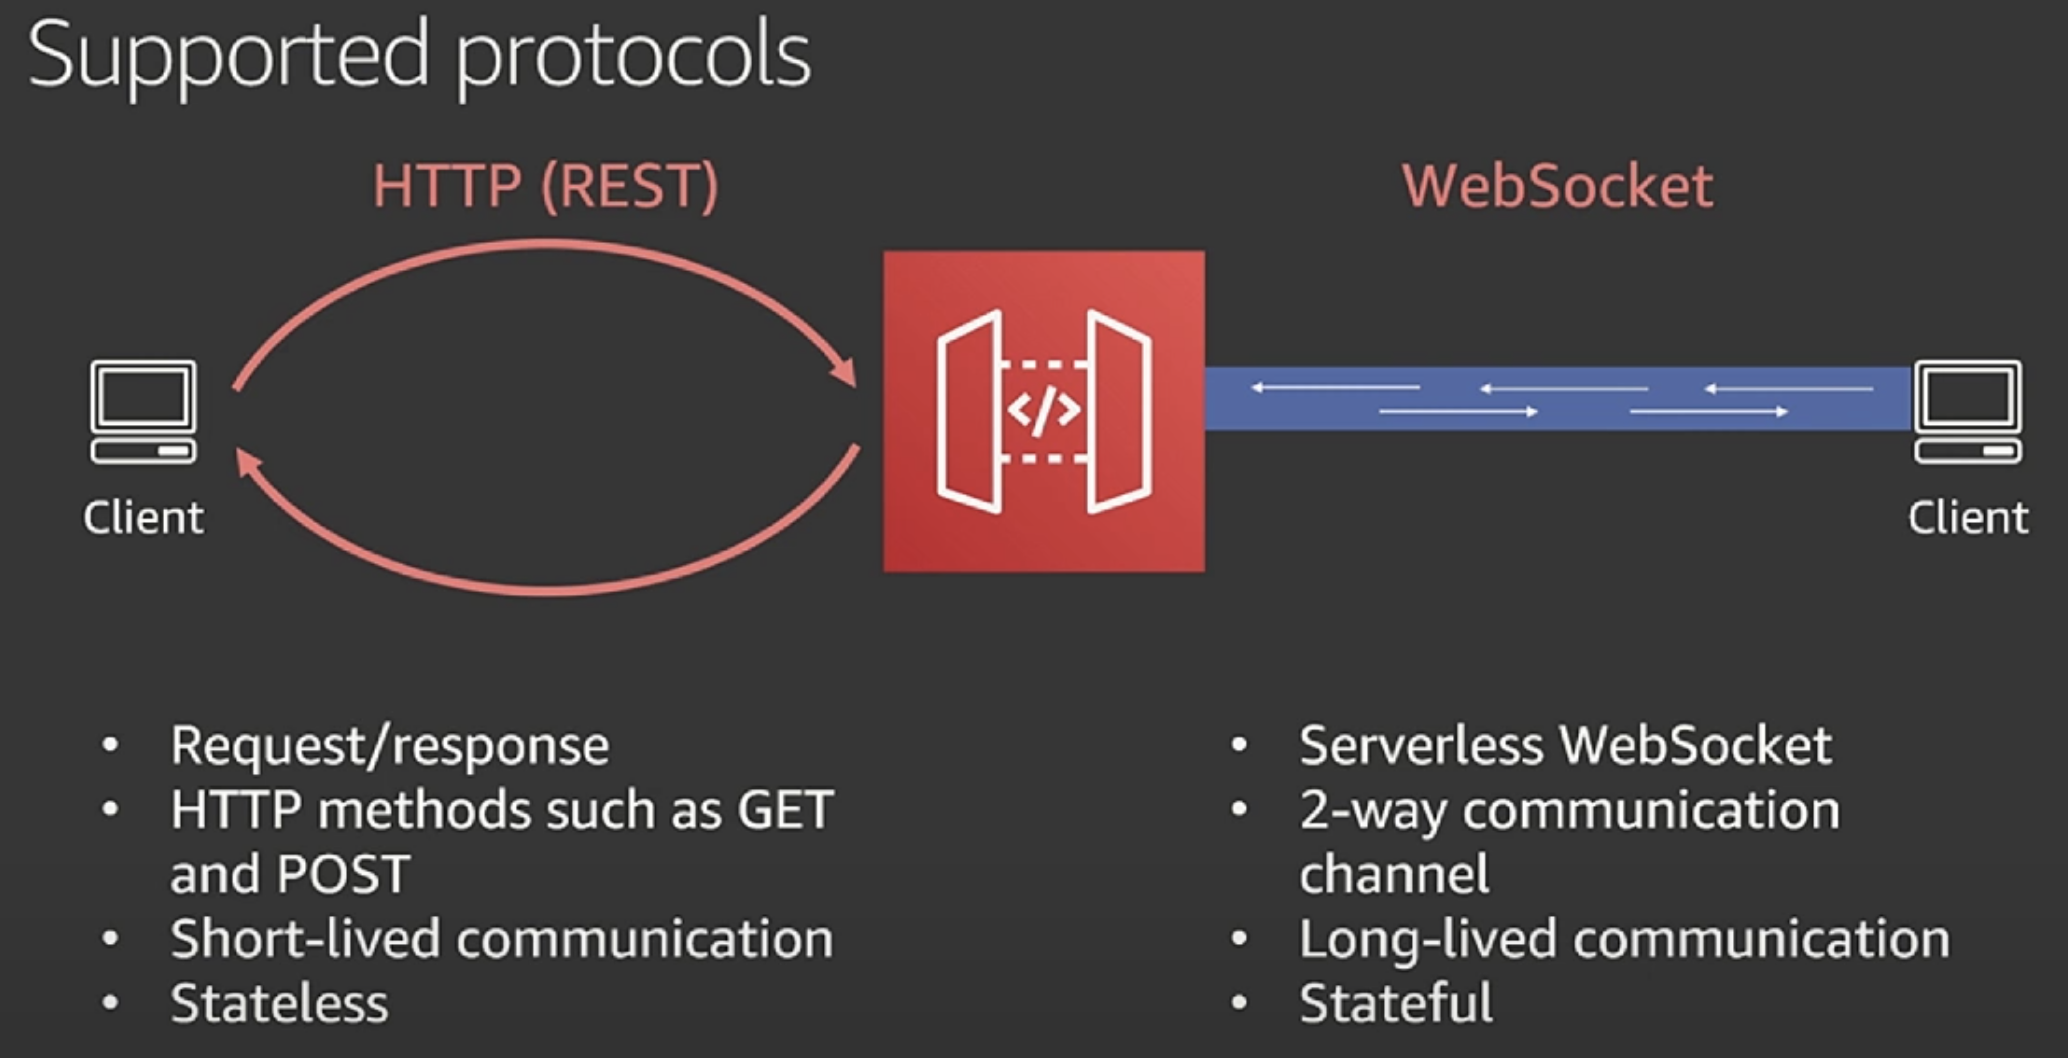 Supported protocols
HTTP (REST)
WebSocket
</>
Client
Client
• Request/response
• HTTP methods such as GET
and POST
• Short-lived communication
• Stateless
• Serverless WebSocket
• 2-way communication
channel
• Long-lived communication
• Stateful